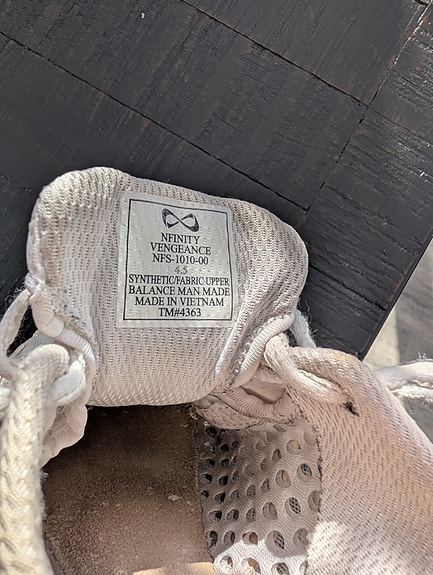 NFINITY
VENGEANCE
NFS-1010-00
4.5
SYNTHETIC/FABRIC UPPER
BALANCE MAN MADE
MADE IN VIETNAM
TM#4363